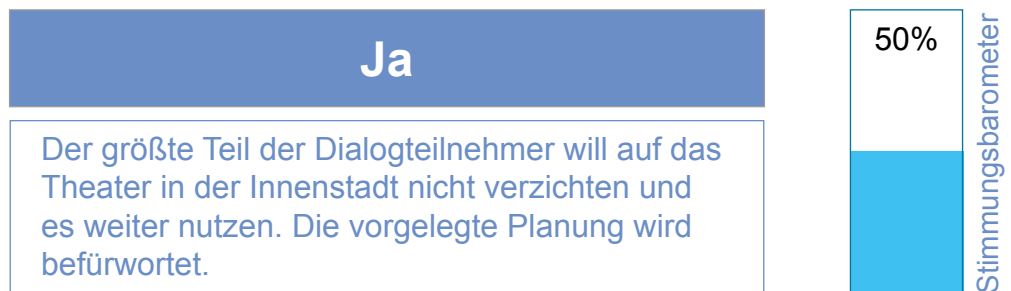 Ja
Der größte Teil der Dialogteilnehmer will auf das
Theater in der Innenstadt nicht verzichten und
es weiter nutzen. Die vorgelegte Planung wird
befürwortet.
50%
Stimmungsbarometer